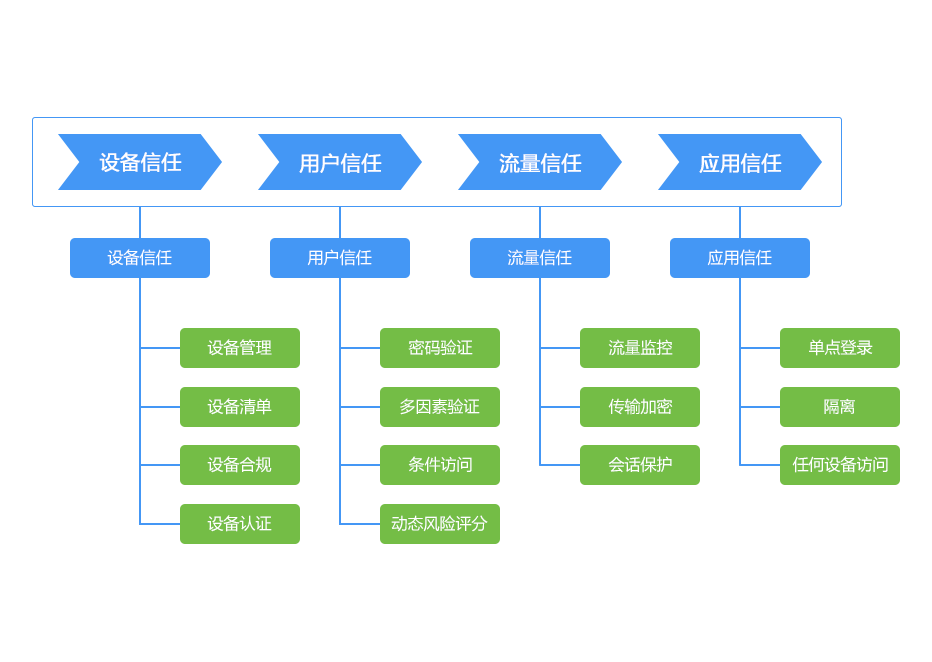 设备信任
用户信任
流量信任
应用信任
设备信任
用户信任
流量信任
应用信任
设备管理
密码验证
流量监控
单点登录
设备清单
多因素验证
传输加密
隔离
设备合规
条件访问
会话保护
任何设备访问
设备认证
动态风险评分